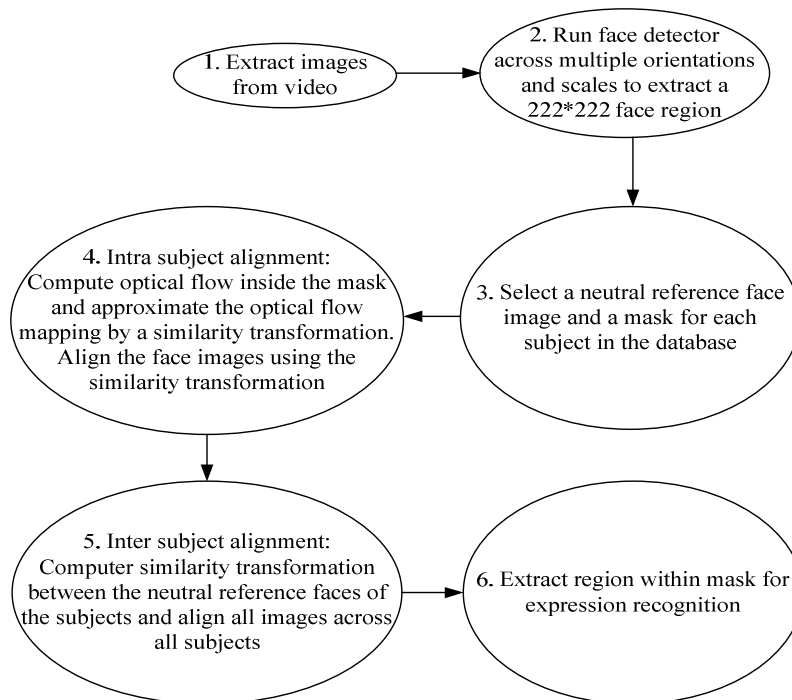 1. Extract images
from video
2. Run face detector
across multiple orientations
and scales to extract a
222*222 face region
3. Select a neutral reference face
image and a mask for each
subject in the database
4. Intra subject alignment:
Compute optical flow inside the mask
and approximate the optical flow
mapping by a similarity transformation.
Align the face images using the
similarity transformation
5. Inter subject alignment:
Computer similarity transformation
between the neutral reference faces of
the subjects and align all images across
all subjects
6. Extract region within mask for
expression recognition